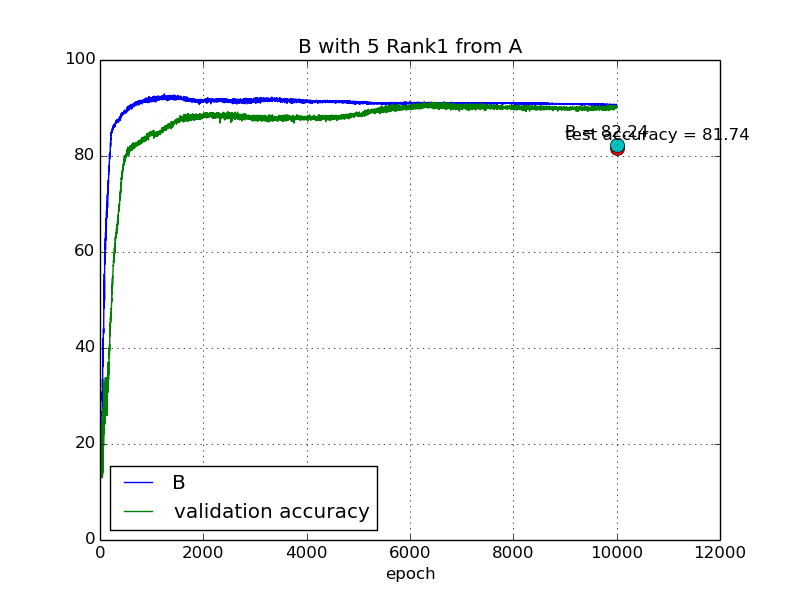 B with 5 Rank1 from A
100
80
60
40
20
0
B = 82.24
test accuracy = 81.74
B
validation accuracy
0 2000 4000 6000 8000 10000 12000
epoch